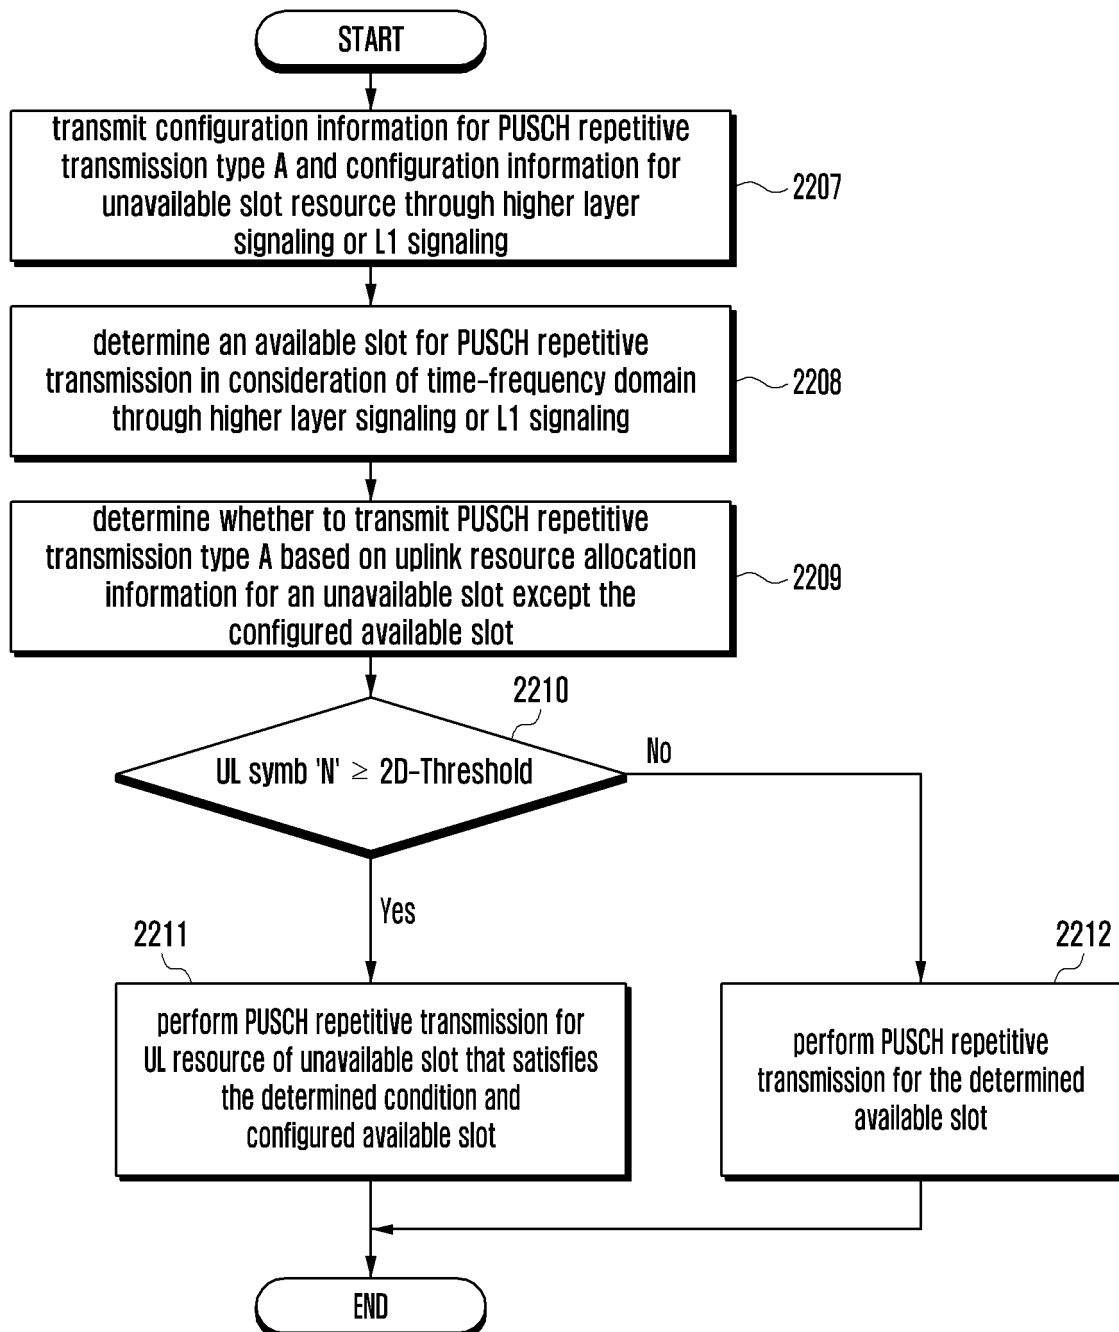 START
transmit configuration information for PUSCH repetitive
transmission type A and configuration information for
unavailable slot resource through higher layer
signaling or L1 signaling
2207
determine an available slot for PUSCH repetitive
transmission in consideration of time-frequency domain
through higher layer signaling or L1 signaling
2208
determine whether to transmit PUSCH repetitive
transmission type A based on uplink resource allocation
information for an unavailable slot except the
configured available slot
2209
2210
UL symb 'N' ≥ 2D-Threshold
No
Yes
2211
perform PUSCH repetitive transmission for
UL resource of unavailable slot that satisfies
the determined condition and
configured available slot
2212
perform PUSCH repetitive
transmission for the determined
available slot
END